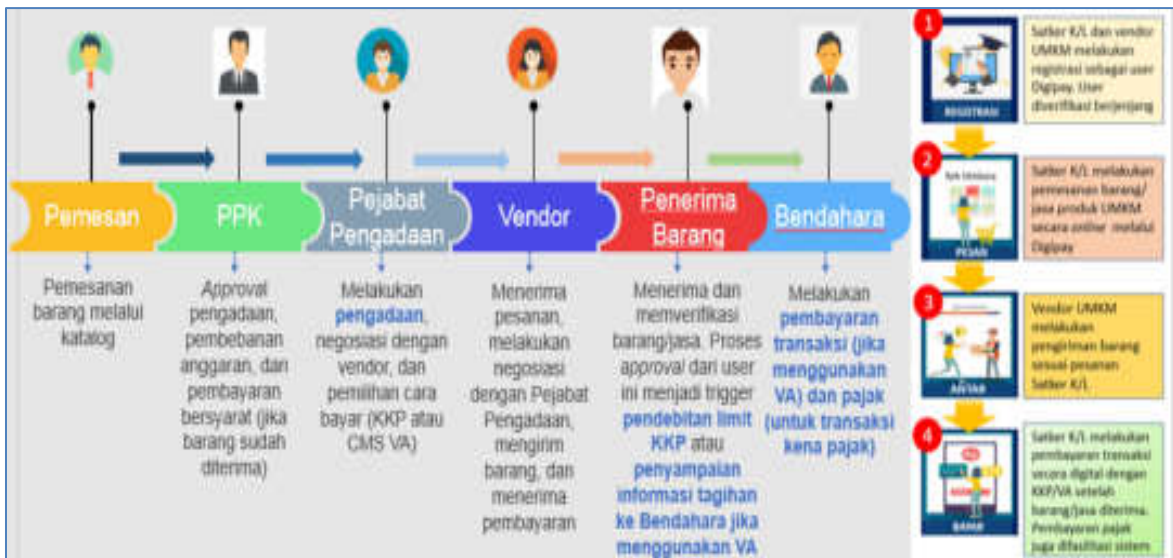 Pemesan
Pemesanan
barang melalui
katalog
PPK
Approval
pengadaan,
pembebanan
anggaran, dan
pembayaran
bersyarat (jika
barang sudah
diterima)
Pejabat
Pengadaan
Melakukan
pengadaan,
negosiasi dengan
vendor, dan
pemilihan cara
bayar (KKP atau
CMS VA)
Vendor
Menerima
pesanan,
melakukan
negosiasi
dengan Pejabat
Pengadaan,
mengirim
barang, dan
menerima
pembayaran
Penerima
Barang
Menerima dan
memverifikasi
barang/jasa. Proses
approval dari user
ini menjadi trigger
pendebitan limit
KKP atau
penyampaian
informasi tagihan
ke Bendahara jika
menggunakan VA
Bendahara
Melakukan
pembayaran
transaksi (jika
menggunakan
VA) dan pajak
(untuk transaksi
kena pajak)
1
REGISTRASI
Satker K/L dan vendor
UMKM melakukan
registrasi sebagai user
Digipay. User
diverifikasi berjenjang
2
PESAN
Satker K/L melakukan
pemesanan barang/
jasa produk UMKM
secara online melalui
Digipay
3
ANTAR
Vendor UMKM
melakukan
pengiriman barang
sesuai pesanan
Satker K/L
4
BAYAR
Satker K/L melakukan
pembayaran transaksi
secara digital dengan
KKP/VA setelah
barang/jasa diterima.
Pembayaran pajak
juga difasilitasi sistem